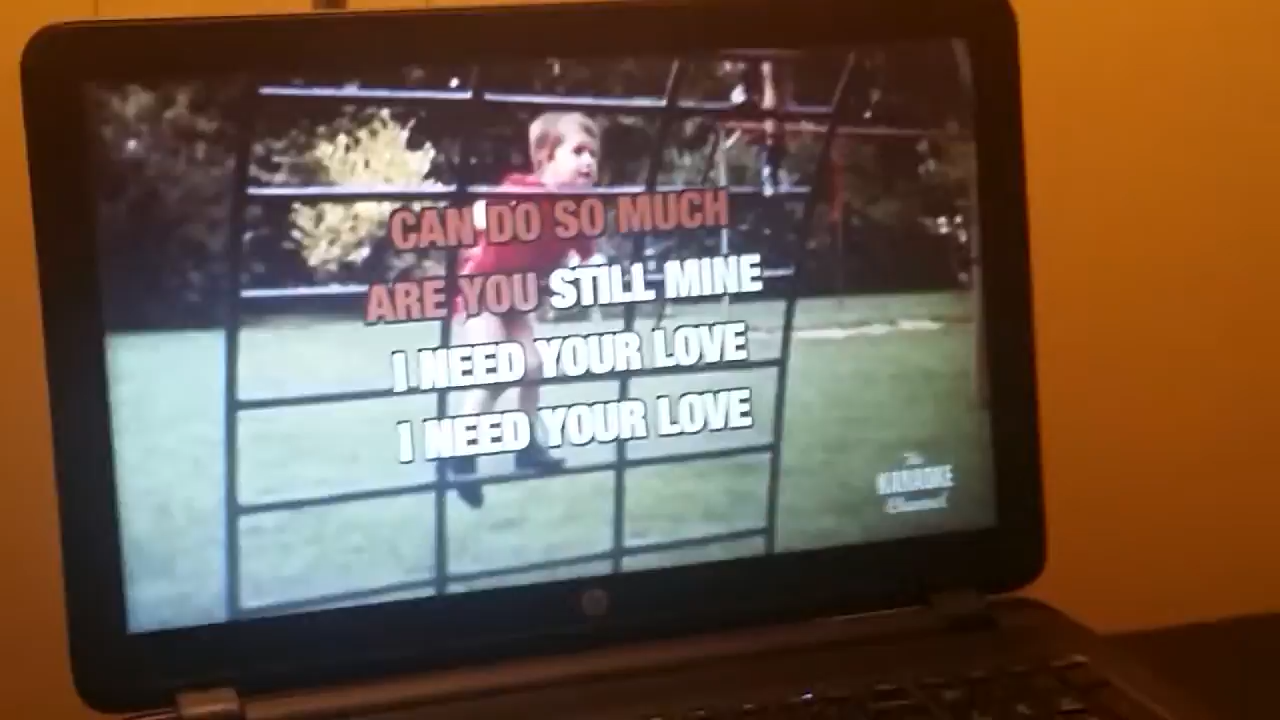 CAN DO SO MUCH
ARE YOU STILL MINE
I NEED YOUR LOVE
I NEED YOUR LOVE
The
KARAOKE
Channel